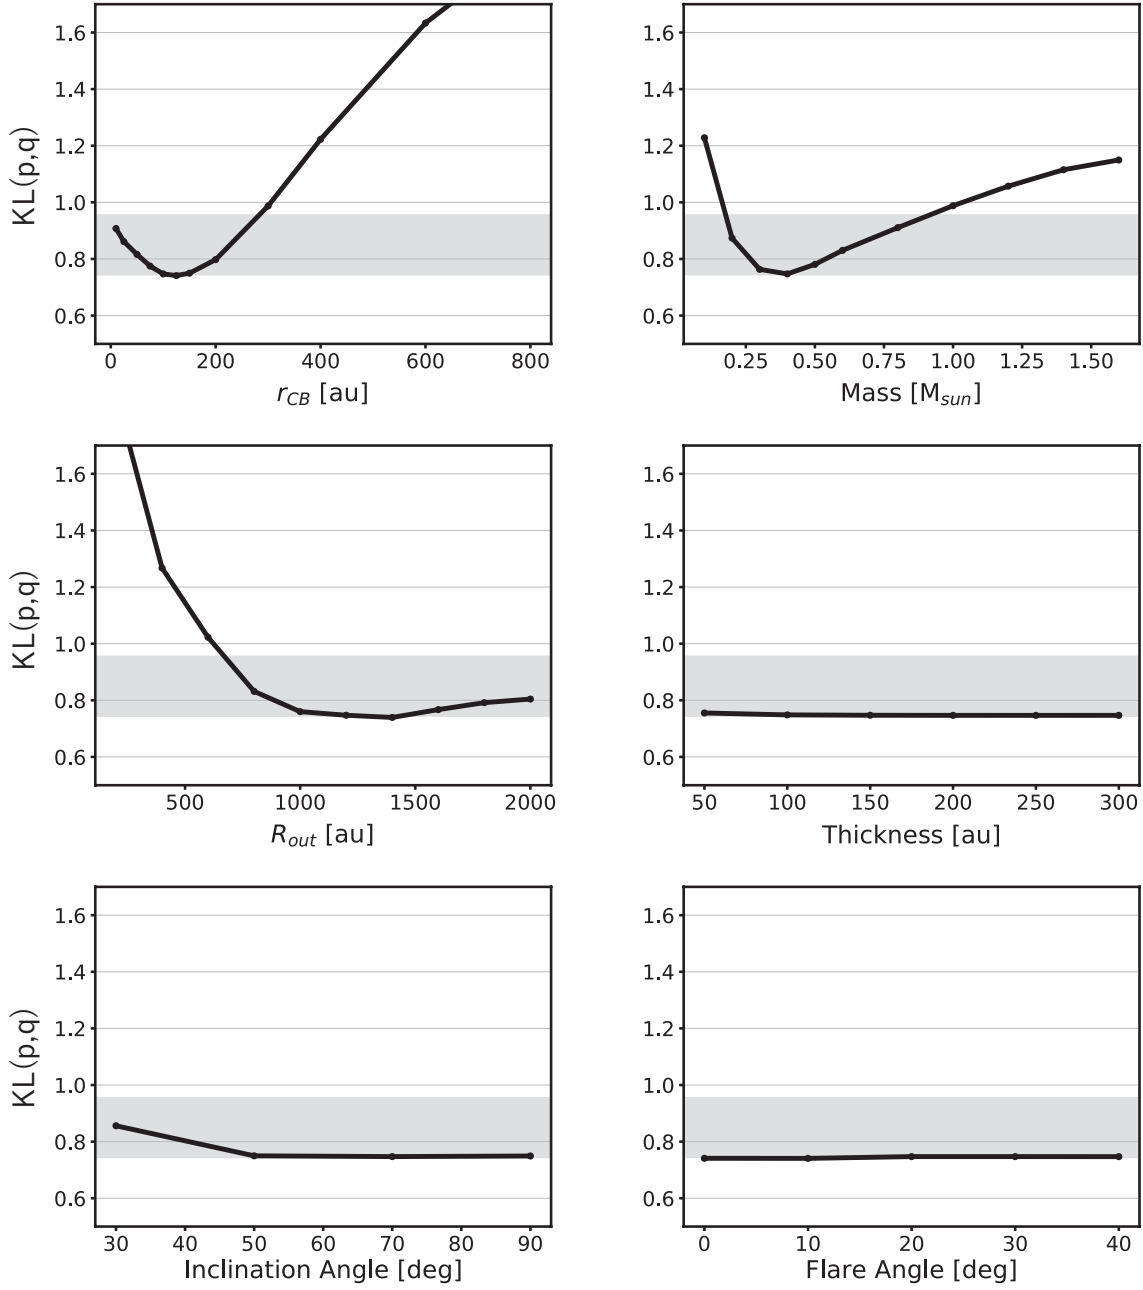 KL(p,q)
1.6
1.4
1.2
1.0
0.8
0.6
0 200 400 600 800
r_CB [au]
1.6
1.4
1.2
1.0
0.8
0.6
0.25 0.50 0.75 1.00 1.25 1.50
Mass [M_sun]
KL(p,q)
1.6
1.4
1.2
1.0
0.8
0.6
500 1000 1500 2000
R_out [au]
1.6
1.4
1.2
1.0
0.8
0.6
50 100 150 200 250 300
Thickness [au]
KL(p,q)
1.6
1.4
1.2
1.0
0.8
0.6
30 40 50 60 70 80 90
Inclination Angle [deg]
1.6
1.4
1.2
1.0
0.8
0.6
0 10 20 30 40
Flare Angle [deg]